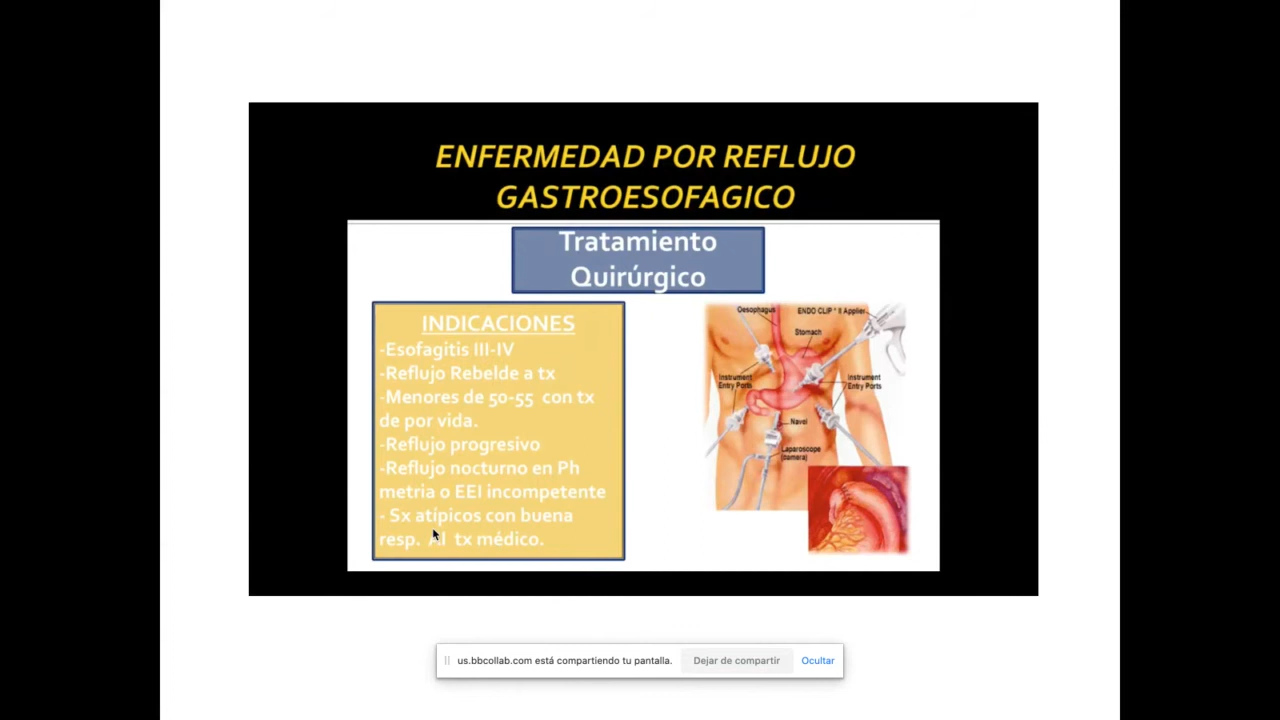 ENFERMEDAD POR REFLUJO
GASTROESOFAGICO
Tratamiento
Quirúrgico
INDICACIONES
-Esofagitis III-IV
-Reflujo Rebelde a tx
-Menores de 50-55 con tx
de por vida.
-Reflujo progresivo
-Reflujo nocturno en Ph
metria o EEI incompetente
- Sx atípicos con buena
resp. Al tx médico.
Oesophagus
ENDO CLIP * II Applier
Stomach
Instrument
Entry Ports
Instrument
Entry Ports
Navel
Laparoscope
(camera)
us.bbcollab.com está compartiendo tu pantalla.
Dejar de compartir
Ocultar